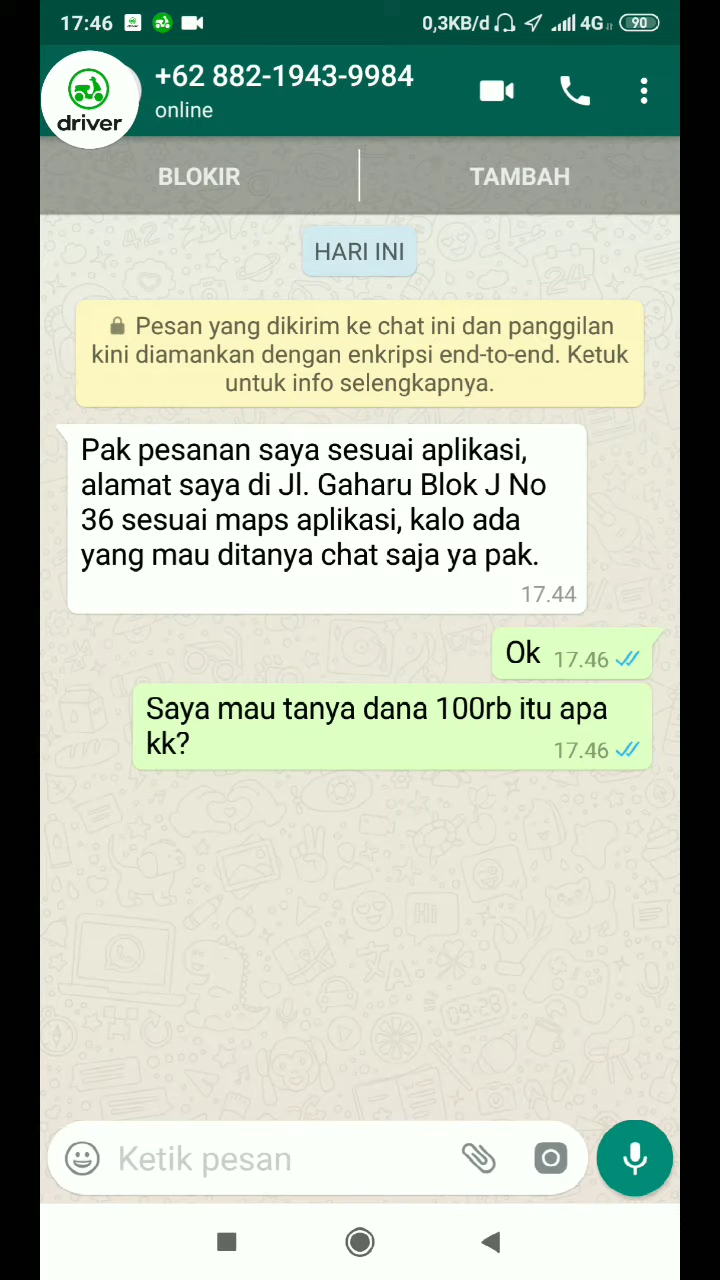 17:46 0,3KB/d 4G 90
+62 882-1943-9984
online
driver
BLOKIR TAMBAH
HARI INI
Pesan yang dikirim ke chat ini dan panggilan
kini diamankan dengan enkripsi end-to-end. Ketuk
untuk info selengkapnya.
Pak pesanan saya sesuai aplikasi,
alamat saya di Jl. Gaharu Blok J No
36 sesuai maps aplikasi, kalo ada
yang mau ditanya chat saja ya pak.
17.44
Ok 17.46
Saya mau tanya dana 100rb itu apa
kk? 17.46
Ketik pesan